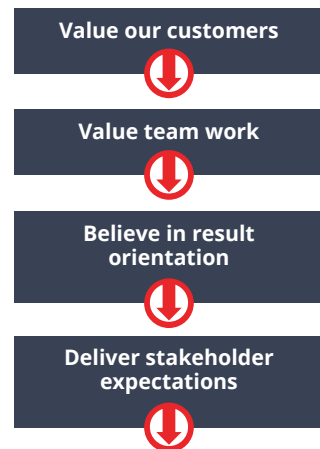 Value our customers
Value team work
Believe in result
orientation
Deliver stakeholder
expectations